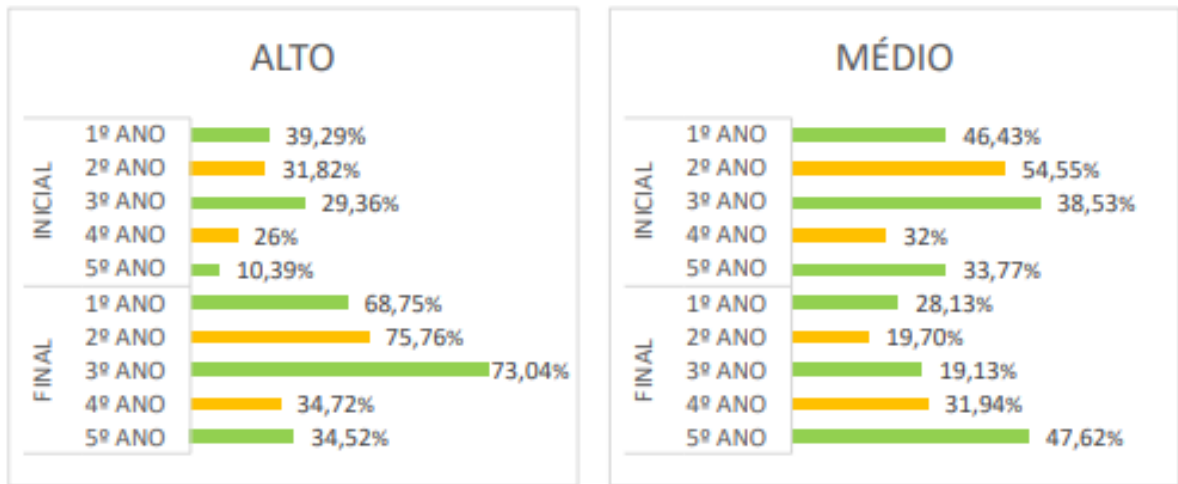 ALTO
INICIAL
1º ANO 39,29%
2º ANO 31,82%
3º ANO 29,36%
4º ANO 26%
5º ANO 10,39%
FINAL
1º ANO 68,75%
2º ANO 75,76%
3º ANO 73,04%
4º ANO 34,72%
5º ANO 34,52%
MÉDIO
INICIAL
1º ANO 46,43%
2º ANO 54,55%
3º ANO 38,53%
4º ANO 32%
5º ANO 33,77%
FINAL
1º ANO 28,13%
2º ANO 19,70%
3º ANO 19,13%
4º ANO 31,94%
5º ANO 47,62%